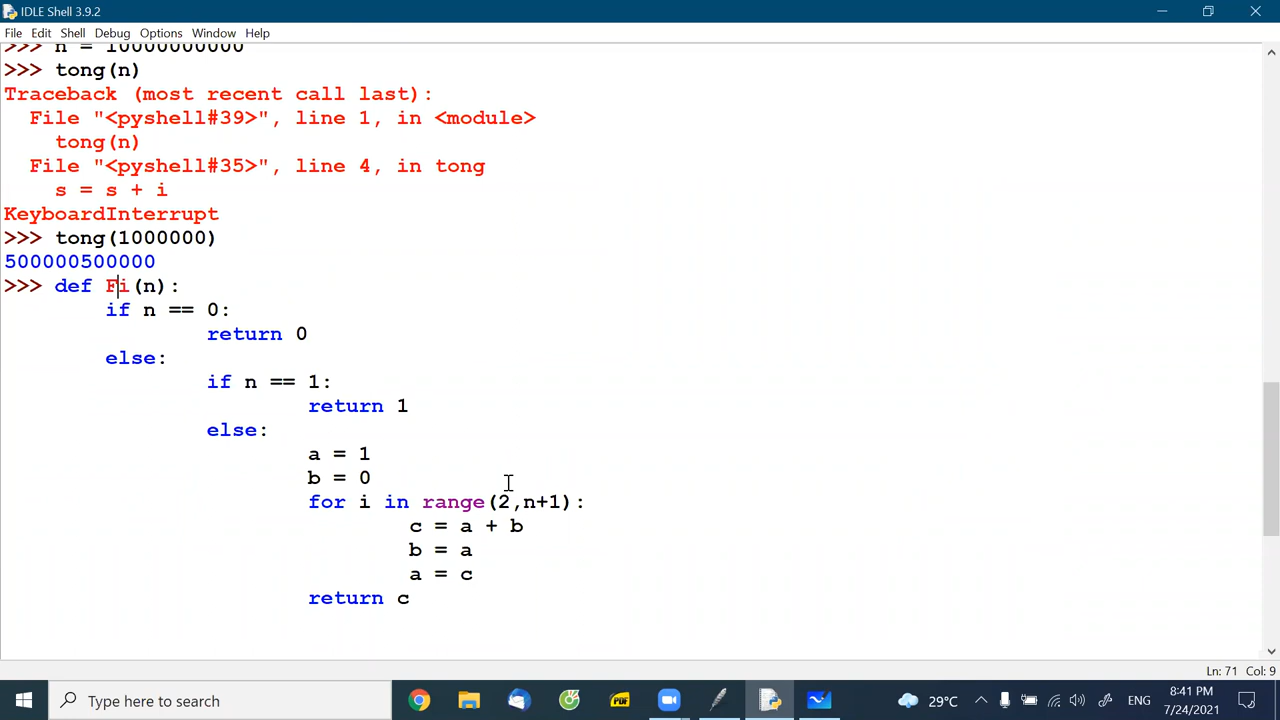 IDLE Shell 3.9.2
File Edit Shell Debug Options Window Help
>>> n = 10000000000
>>> tong(n)
Traceback (most recent call last):
  File "<pyshell#39>", line 1, in <module>
    tong(n)
  File "<pyshell#35>", line 4, in tong
    s = s + i
KeyboardInterrupt
>>> tong(1000000)
500000500000
>>> def Fi(n):
        if n == 0:
                return 0
        else:
                if n == 1:
                        return 1
                else:
                        a = 1
                        b = 0
                        for i in range(2,n+1):
                                c = a + b
                                b = a
                                a = c
                        return c
Ln: 71 Col: 9
Type here to search
PDF
29°C
ENG
8:41 PM
7/24/2021